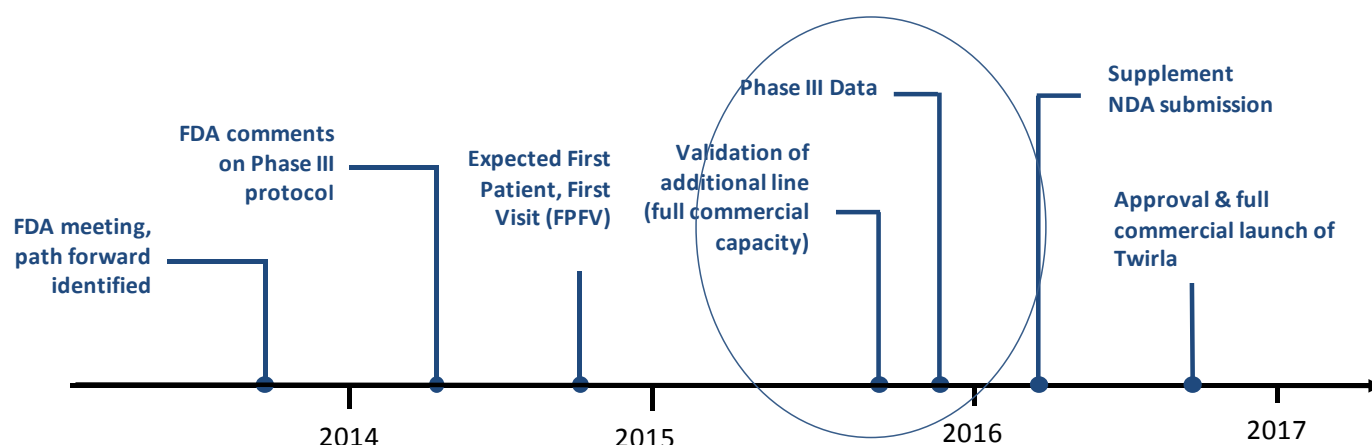 FDA meeting,
path forward
identified
FDA comments
on Phase III
protocol
Expected First
Patient, First
Visit (FPFV)
Validation of
additional line
(full commercial
capacity)
Phase III Data
Supplement
NDA submission
Approval & full
commercial launch of
Twirla
2014
2015
2016
2017